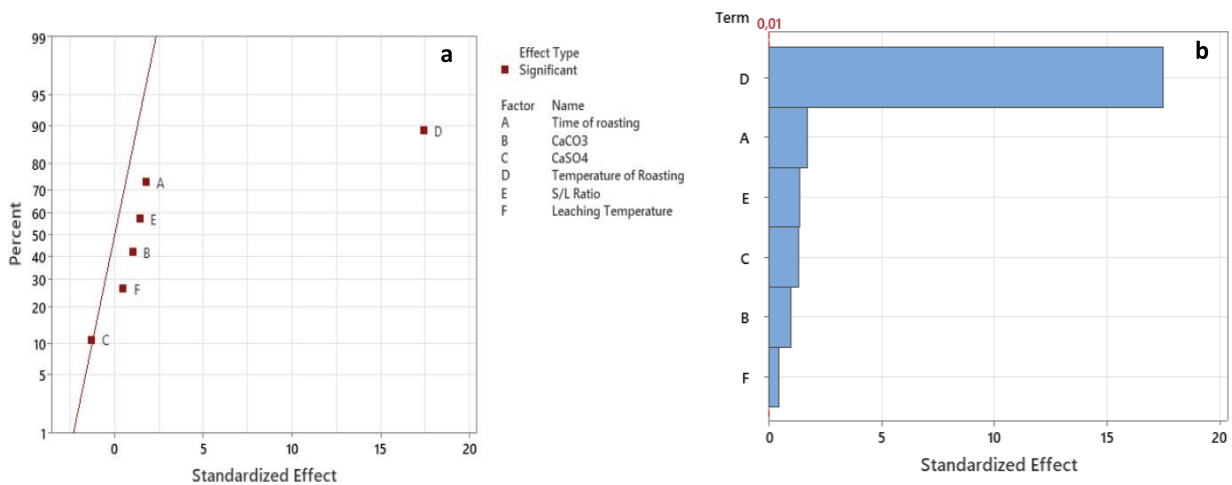 a
99
95
90
80
70
60
50
40
30
20
10
5
1
Percent
D
A
E
B
F
C
0 5 10 15 20
Standardized Effect
Effect Type
Significant
Factor Name
A Time of roasting
B CaCO3
C CaSO4
D Temperature of Roasting
E S/L Ratio
F Leaching Temperature
Term
0,01
b
D
A
E
C
B
F
0 5 10 15 20
Standardized Effect